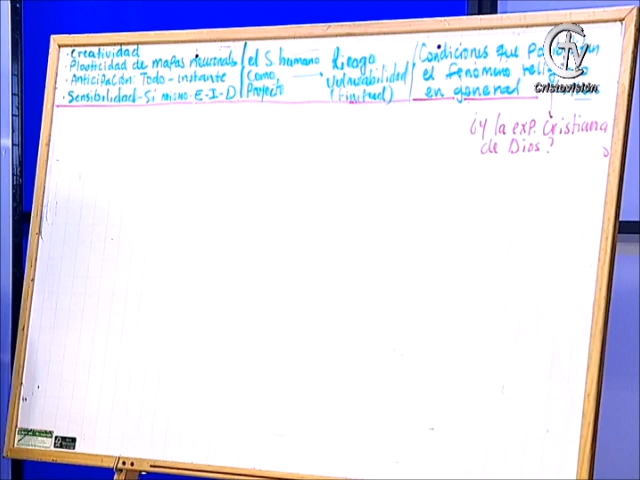 · Creatividad
· Plasticidad de mapas neuronales
· Anticipación: Todo-instante
· Sensibilidad - Si mismo - E - I - D
el S. humano
Como
Proyecto
Riesgo
Vulnerabilidad
(Finitud)
Condiciones que
el fenómeno
en general
¿Y la exp. Cristiana
de Dios?
Cristovisión